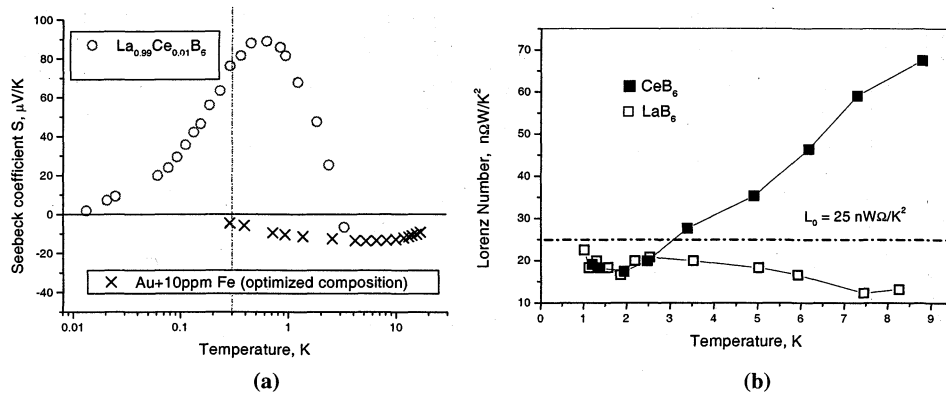 100
80
60
40
20
0
-20
-40
Seebeck coefficient S, μV/K
La0.99Ce0.01B6
Au+10ppm Fe (optimized composition)
0.01 0.1 1 10
Temperature, K
(a)
70
60
50
40
30
20
10
Lorenz Number, nΩW/K²
CeB6
LaB6
L0 = 25 nWΩ/K²
0 1 2 3 4 5 6 7 8 9
Temperature, K
(b)